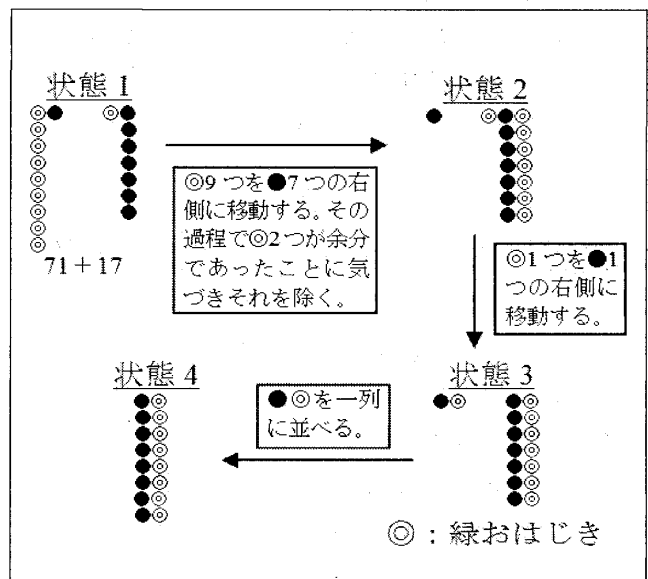 状態 1
状態 2
71＋17
◎9 つを●7 つの右
側に移動する。その
過程で◎2 つが余分
であったことに気
づきそれを除く。
◎1 つを●1
つの右側に
移動する。
状態 4
状態 3
●◎を一列
に並べる。
◎：緑おはじき